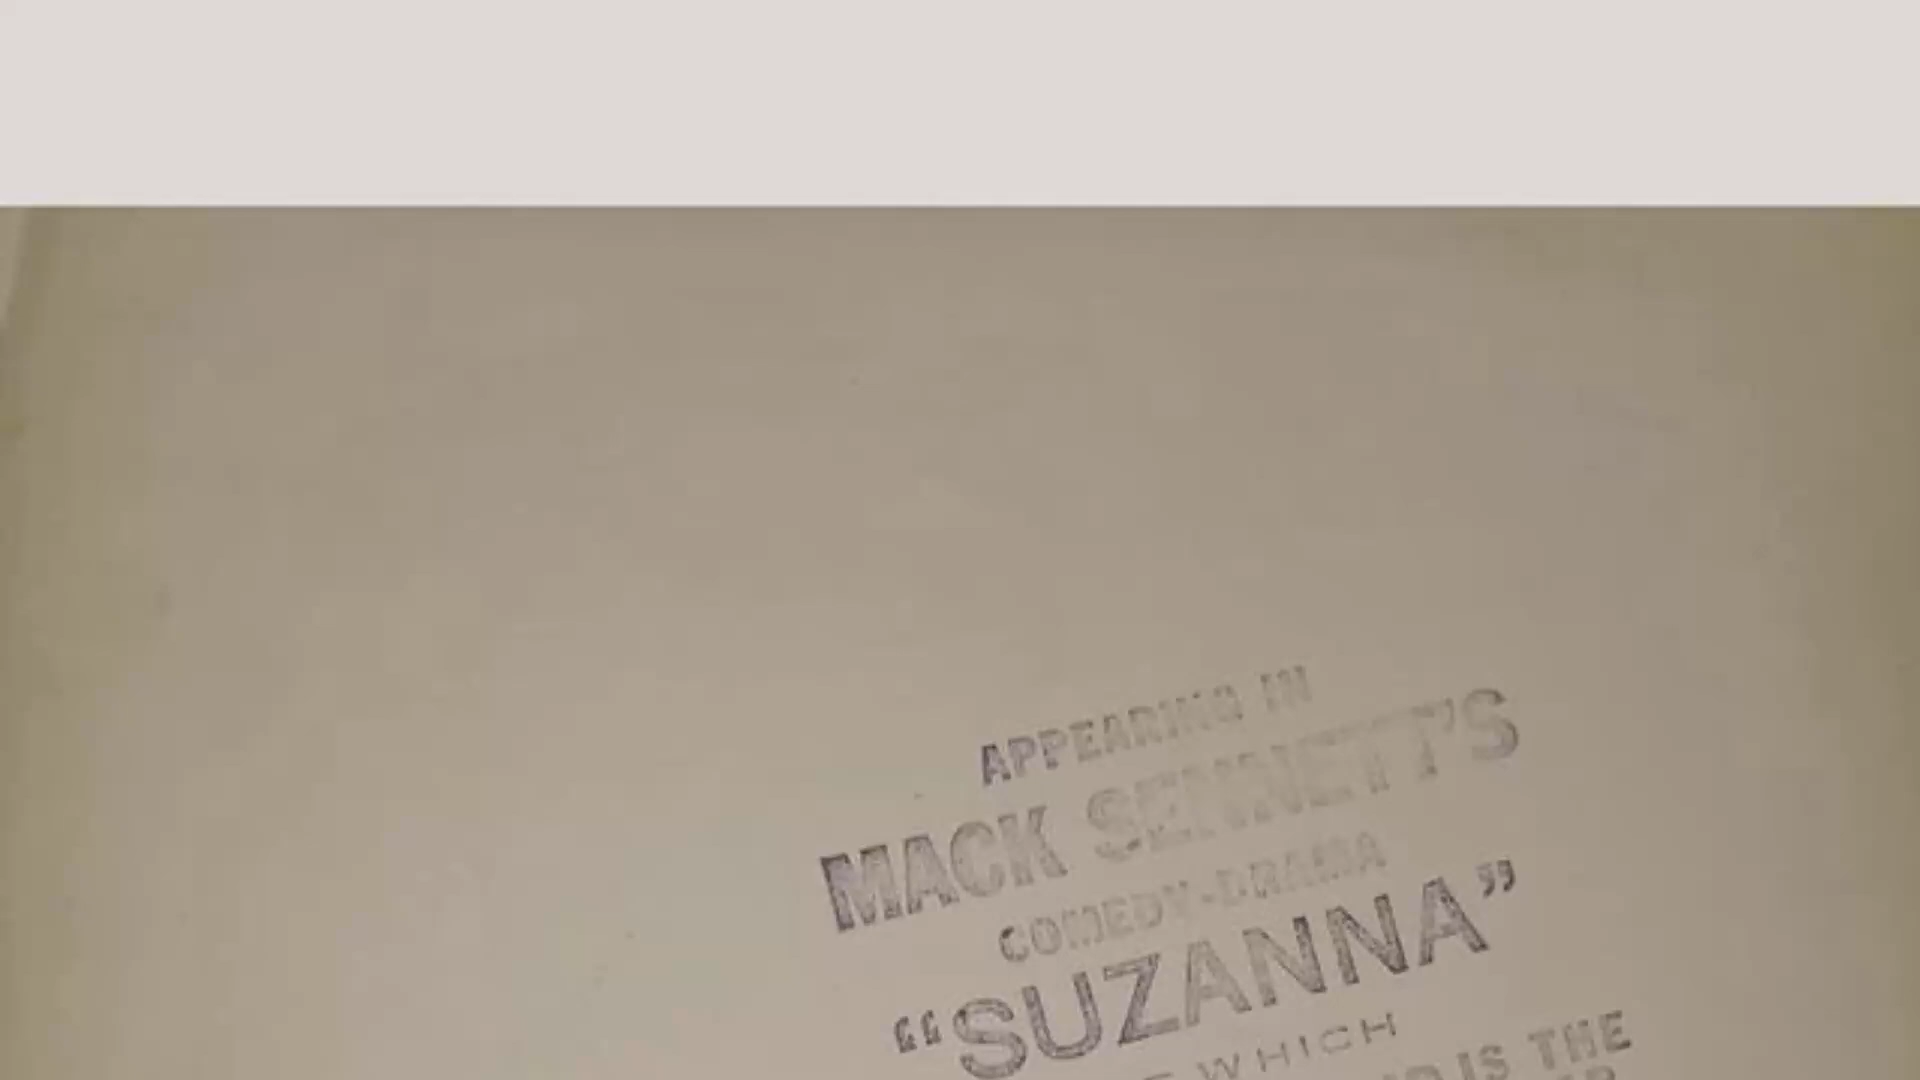 APPEARING IN
MACK SENNETT'S
COMEDY-DRAMA
“SUZANNA”
WHICH
IS THE